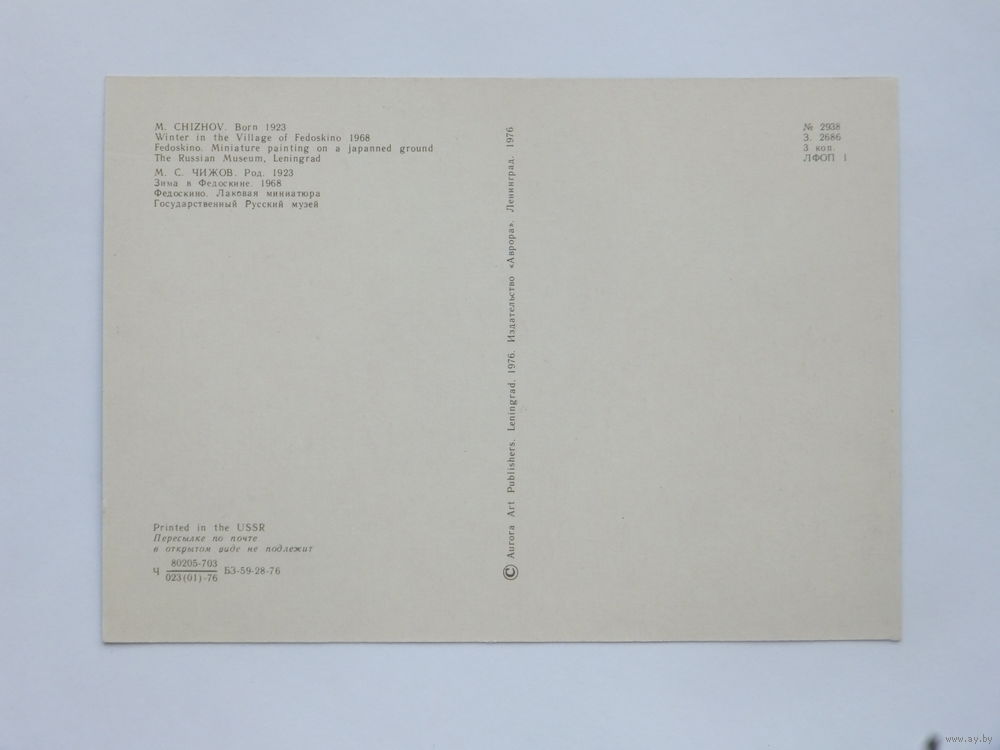 M. CHIZHOV. Born 1923
Winter in the Village of Fedoskino 1968
Fedoskino. Miniature painting on a japanned ground
The Russian Museum, Leningrad
М. С. ЧИЖОВ. Род. 1923
Зима в Федоскине. 1968
Федоскино. Лаковая миниатюра
Государственный Русский музей
Printed in the USSR
Пересылке по почте
в открытом виде не подлежит
Ч 80205-703
023(01)-76 БЗ-59-28-76
© Aurora Art Publishers. Leningrad. 1976. Издательство «Аврора». Ленинград. 1976
№ 2938
З. 2686
3 коп.
ЛФОП 1
www.ay.by